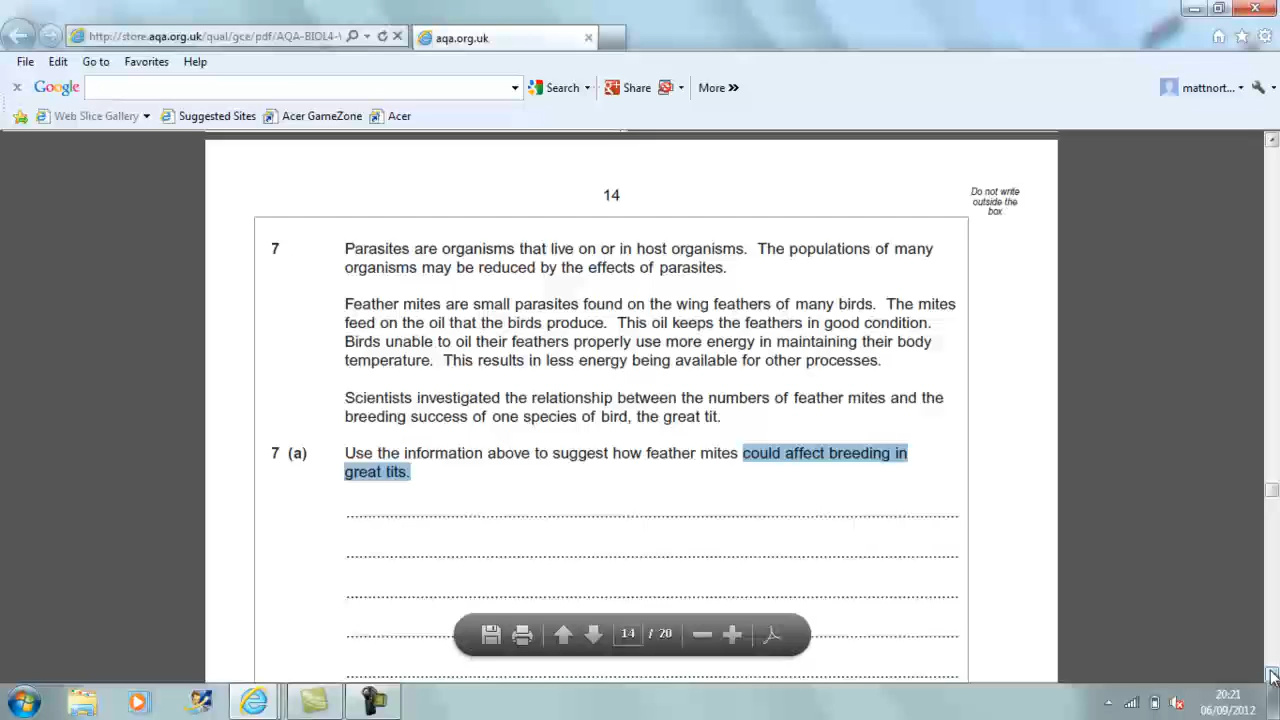 http://store.aqa.org.uk/qual/gce/pdf/AQA-BIOL4-
aqa.org.uk
File Edit Go to Favorites Help
x Google Search Share More »
mattnort...
Web Slice Gallery Suggested Sites Acer GameZone Acer
14
Do not write
outside the
box
7 Parasites are organisms that live on or in host organisms. The populations of many
organisms may be reduced by the effects of parasites.
Feather mites are small parasites found on the wing feathers of many birds. The mites
feed on the oil that the birds produce. This oil keeps the feathers in good condition.
Birds unable to oil their feathers properly use more energy in maintaining their body
temperature. This results in less energy being available for other processes.
Scientists investigated the relationship between the numbers of feather mites and the
breeding success of one species of bird, the great tit.
7 (a) Use the information above to suggest how feather mites could affect breeding in
great tits.
14 / 20
20:21
06/09/2012